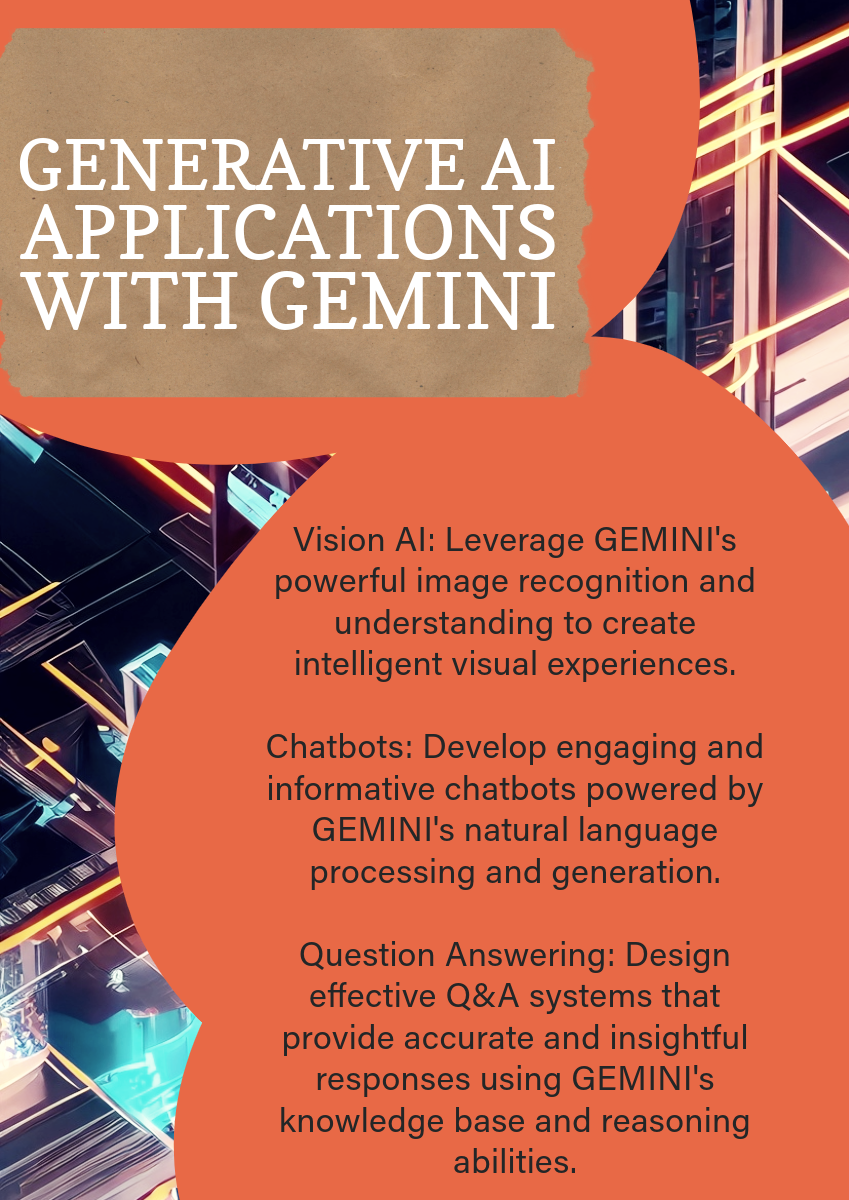 GENERATIVE AI
APPLICATIONS
WITH GEMINI
Vision AI: Leverage GEMINI's
powerful image recognition and
understanding to create
intelligent visual experiences.
Chatbots: Develop engaging and
informative chatbots powered by
GEMINI's natural language
processing and generation.
Question Answering: Design
effective Q&A systems that
provide accurate and insightful
responses using GEMINI's
knowledge base and reasoning
abilities.